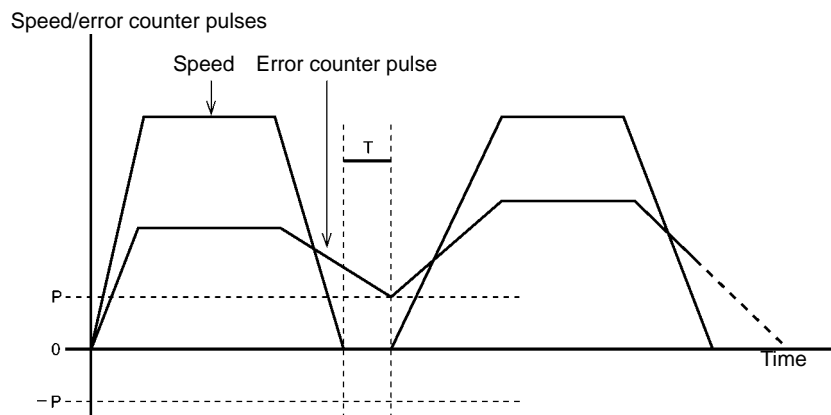 Speed/error counter pulses
Speed
Error counter pulse
T
P
0
Time
−P